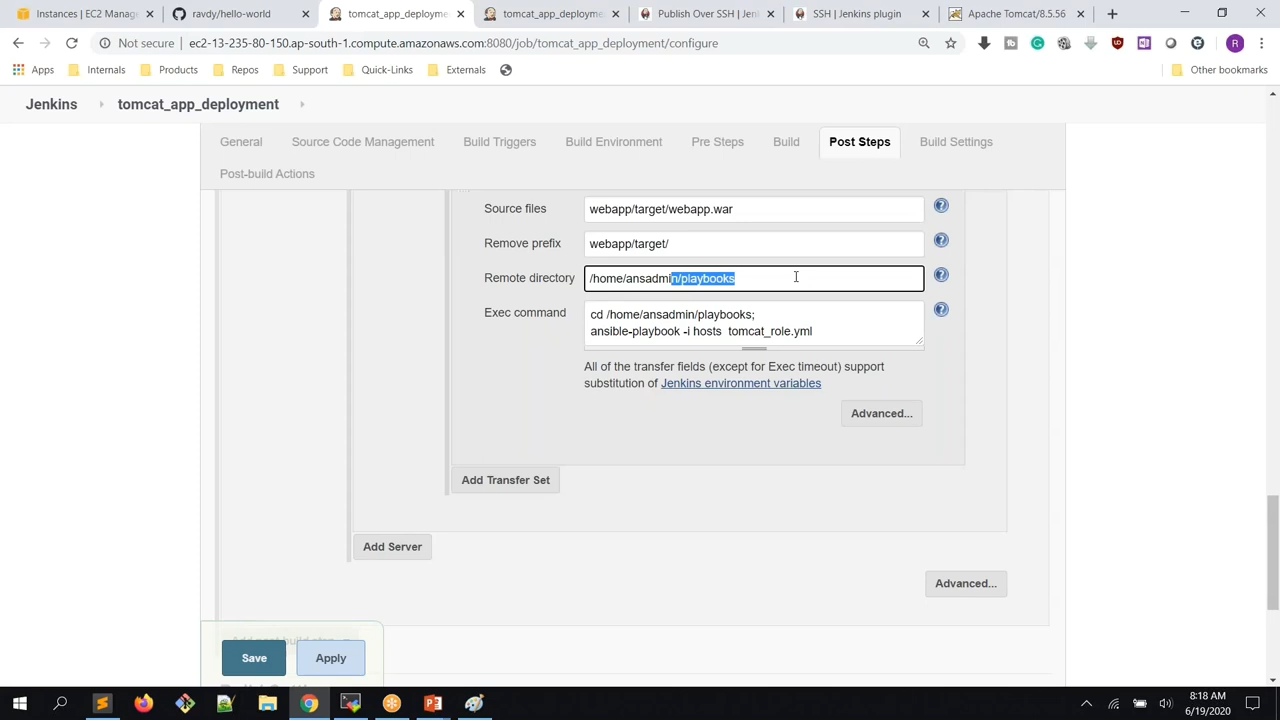 Instances | EC2 Manag
ravdy/hello-world
tomcat_app_deployme
tomcat_app_deployme
Publish Over SSH | Jen
SSH | Jenkins plugin
Apache Tomcat/8.5.56
Not secure
ec2-13-235-80-150.ap-south-1.compute.amazonaws.com:8080/job/tomcat_app_deployment/configure
R
Apps
Internals
Products
Repos
Support
Quick-Links
Externals
Other bookmarks
Jenkins
tomcat_app_deployment
General
Source Code Management
Build Triggers
Build Environment
Pre Steps
Build
Post Steps
Build Settings
Post-build Actions
Source files
webapp/target/webapp.war
Remove prefix
webapp/target/
Remote directory
/home/ansadmin/playbooks
Exec command
cd /home/ansadmin/playbooks;
ansible-playbook -i hosts tomcat_role.yml
All of the transfer fields (except for Exec timeout) support
substitution of Jenkins environment variables
Advanced...
Add Transfer Set
Add Server
Advanced...
Add post-build step
Save
Apply
8:18 AM
6/19/2020